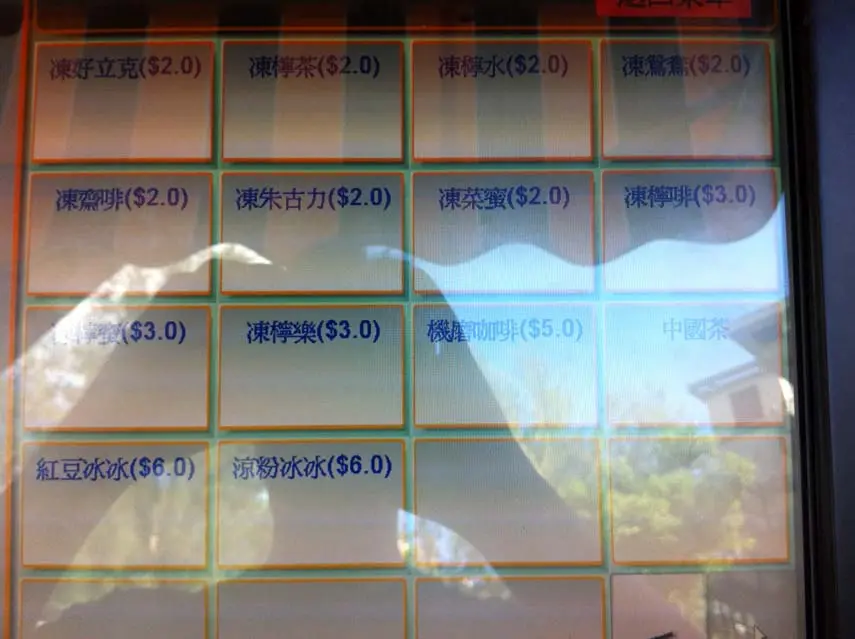 凍好立克($2.0)
凍檸茶($2.0)
凍檸水($2.0)
凍鴛鴦($2.0)
凍齋啡($2.0)
凍朱古力($2.0)
凍菜蜜($2.0)
凍檸啡($3.0)
檸蜜($3.0)
凍檸樂($3.0)
機磨咖啡($5.0)
中國茶
紅豆冰冰($6.0)
涼粉冰冰($6.0)